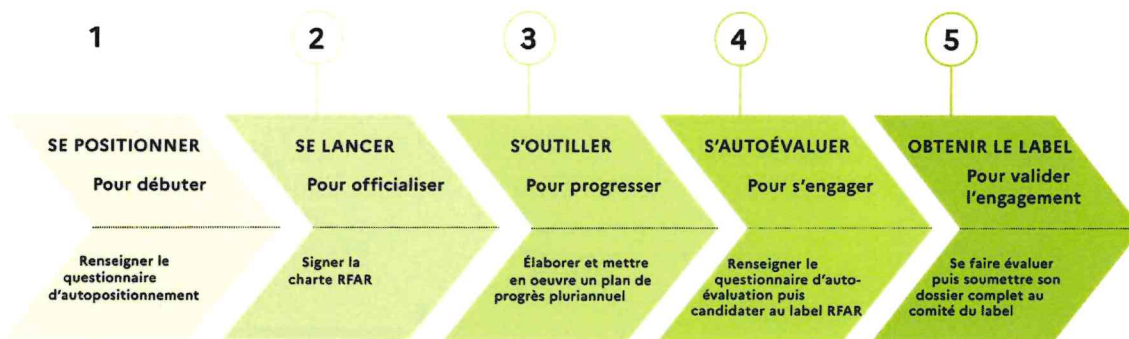 1
2
3
4
5
SE POSITIONNER
Pour débuter
Renseigner le
questionnaire
d'autopositionnement
SE LANCER
Pour officialiser
Signer la
charte RFAR
S'OUTILLER
Pour progresser
Élaborer et mettre
en oeuvre un plan de
progrès pluriannuel
S'AUTOÉVALUER
Pour s'engager
Renseigner le
questionnaire d'auto-
évaluation puis
candidater au label RFAR
OBTENIR LE LABEL
Pour valider
l'engagement
Se faire évaluer
puis soumettre son
dossier complet au
comité du label